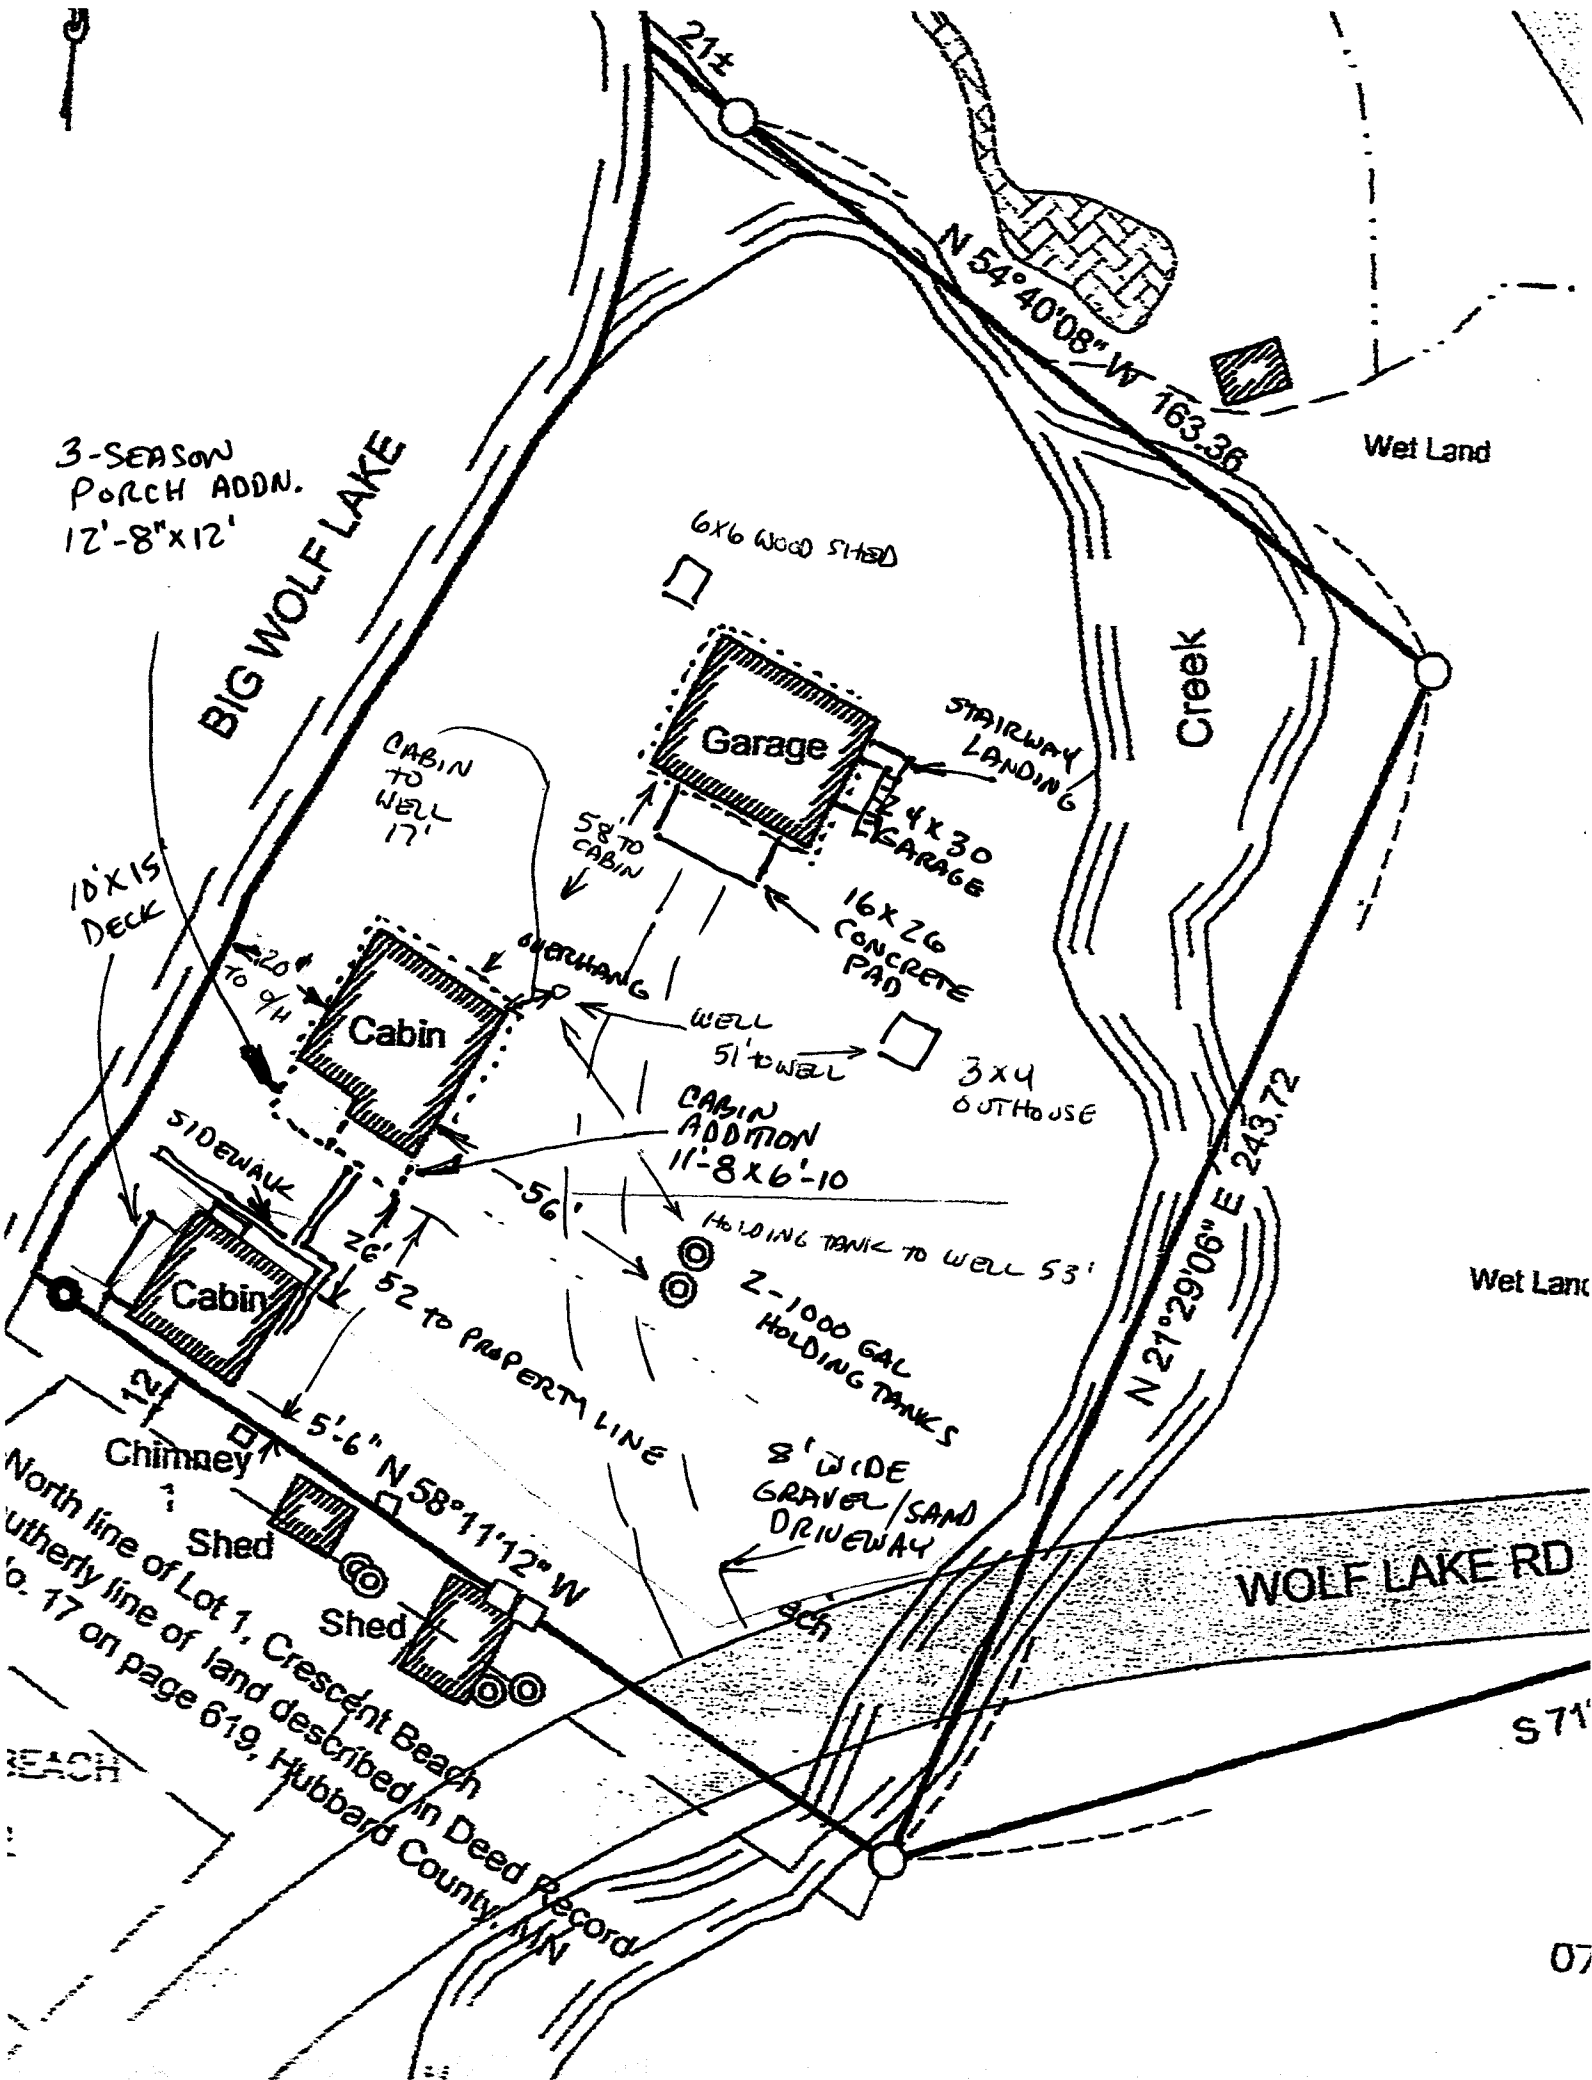 21±
N 54°40'08" W 163.36
Wet Land
3-SEASON
PORCH ADDN.
12'-8"x12'
BIG WOLF LAKE
6x6 WOOD SHED
Creek
Garage
STAIRWAY
LANDING
24x30
GARAGE
CABIN
TO
WELL
17'
58' TO
CABIN
16x26
CONCRETE
PAD
10'x15'
DECK
20'
TO O/H
OVERHANG
Cabin
WELL
51' to WELL
3x4
OUTHOUSE
CABIN
ADDITION
11'-8x6'-10
SIDEWALK
56'
26'
HOLDING TANK TO WELL 53'
2-1000 GAL
HOLDING TANKS
N 21°29'06" E 243.72
Wet Lan
Cabin
52 TO PROPERTY LINE
12
5'-6" N 58°11'12" W
Chimney
Shed
Shed
8' WIDE
GRAVEL/SAND
DRIVEWAY
WOLF LAKE RD
ech
North line of Lot 1, Crescent Beach
utherly line of land described in Deed Record
o. 17 on page 619, Hubbard County, MN
EACH
S 71°
07